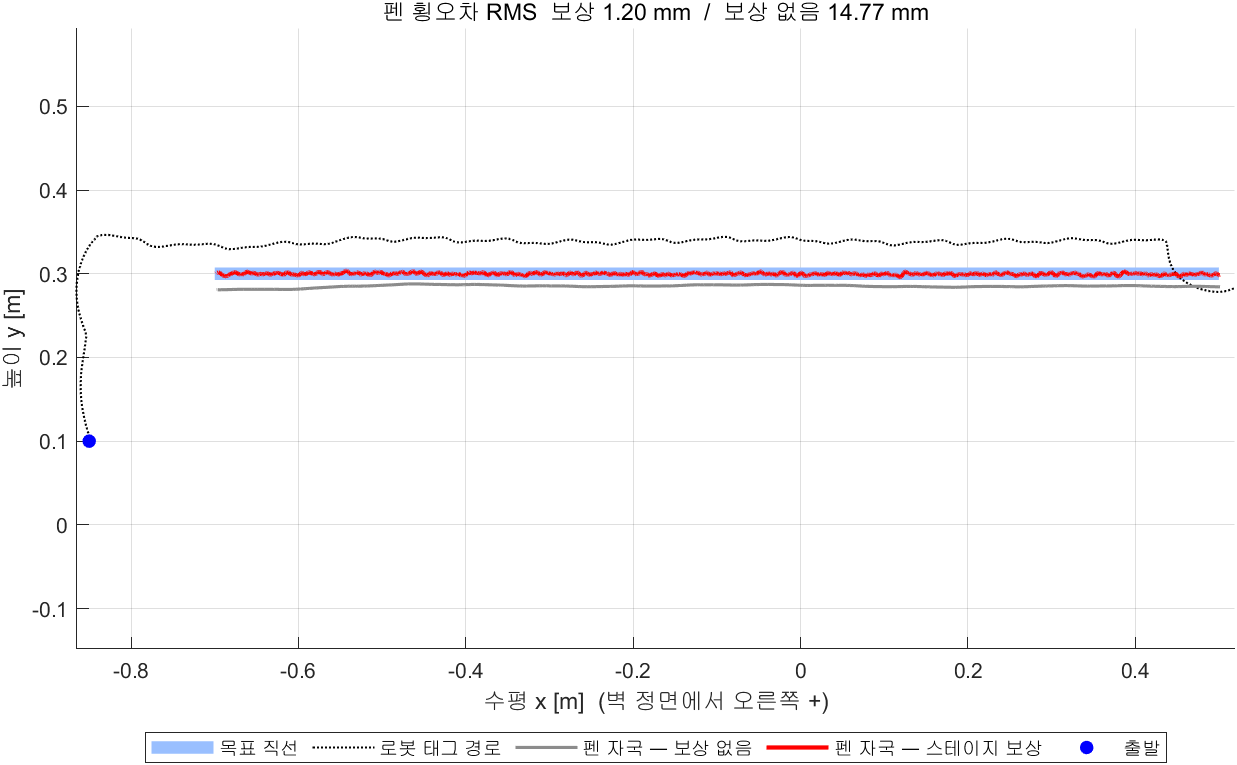 펜 횡오차 RMS 보상 1.20 mm / 보상 없음 14.77 mm
0.5
0.4
0.3
0.2
0.1
0
-0.1
높이 y [m]
-0.8
-0.6
-0.4
-0.2
0
0.2
0.4
수평 x [m] (벽 정면에서 오른쪽 +)
목표 직선
로봇 태그 경로
펜 자국 — 보상 없음
펜 자국 — 스테이지 보상
출발